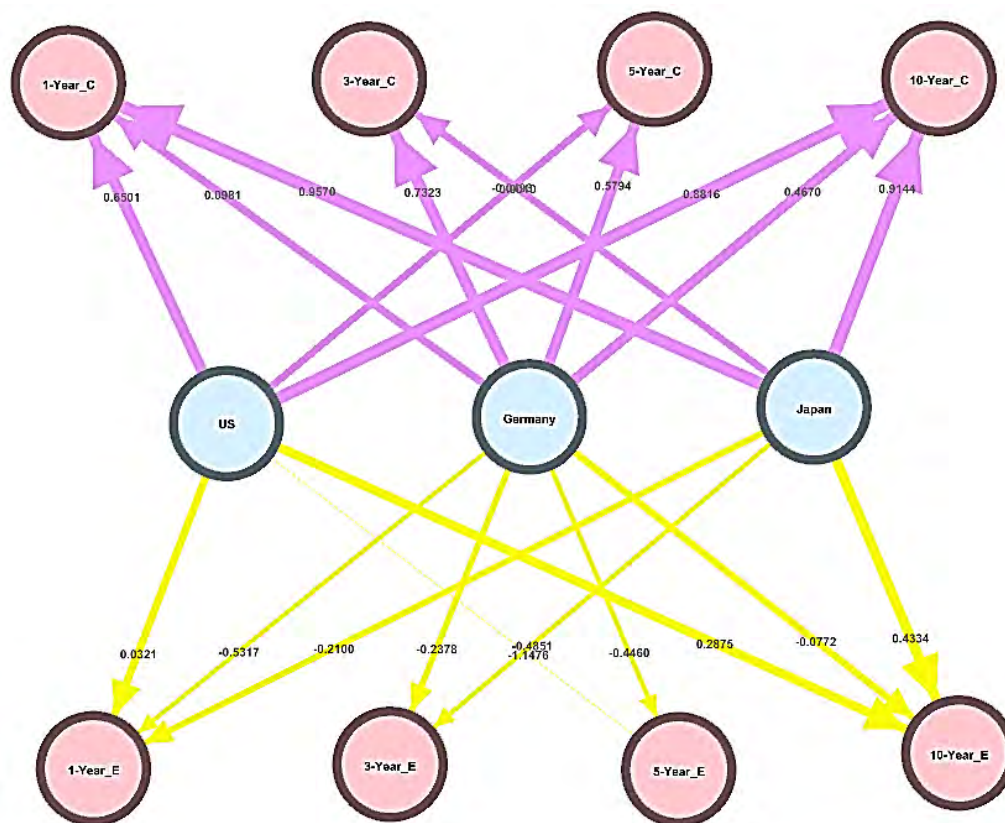 1-Year_C
3-Year_C
5-Year_C
10-Year_C
0.6501
0.0981
0.9570
0.7323
0.5794
0.8816
0.4670
0.9144
US
Germany
Japan
0.0321
-0.5317
-0.2100
-0.2378
-0.4851
-1.1476
-0.4460
0.2875
-0.0772
0.4334
1-Year_E
3-Year_E
5-Year_E
10-Year_E